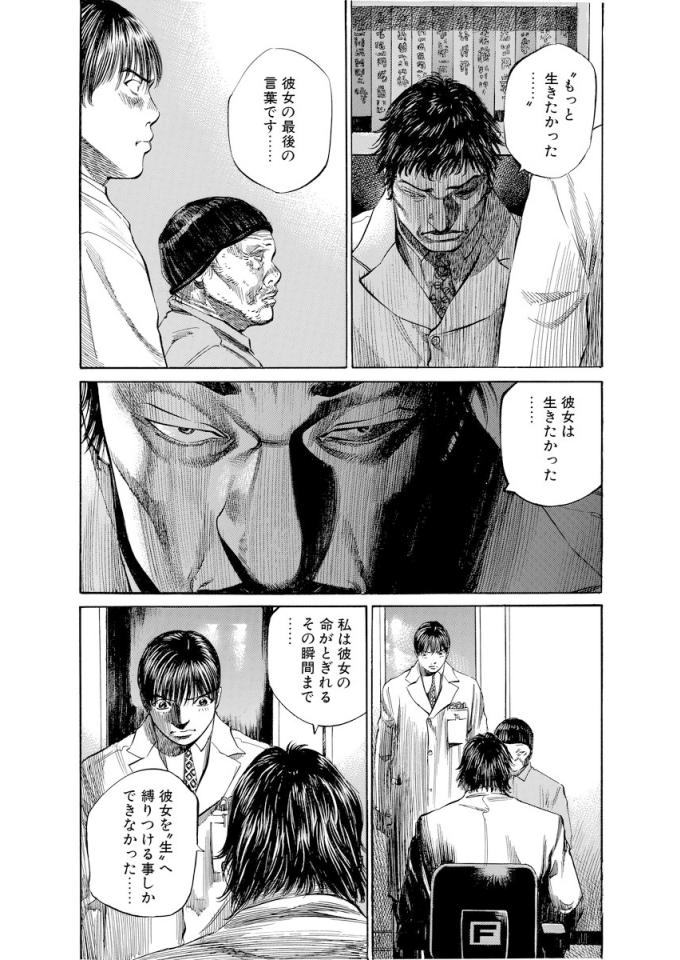 〝もっと
生きたかった
……〟
彼女の最後の
言葉です……
彼女は
生きたかった
……
F
私は彼女の
命がとぎれる
その瞬間まで
……
彼女を〝生〟へ
縛りつける事しか
できなかった……